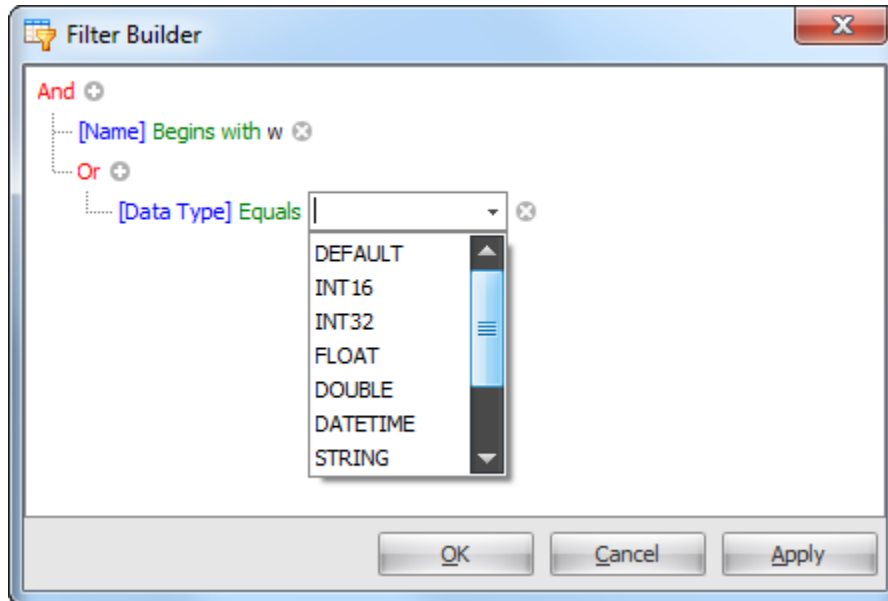 Filter Builder
And
[Name] Begins with w
Or
[Data Type] Equals
DEFAULT
INT16
INT32
FLOAT
DOUBLE
DATETIME
STRING
OK Cancel Apply